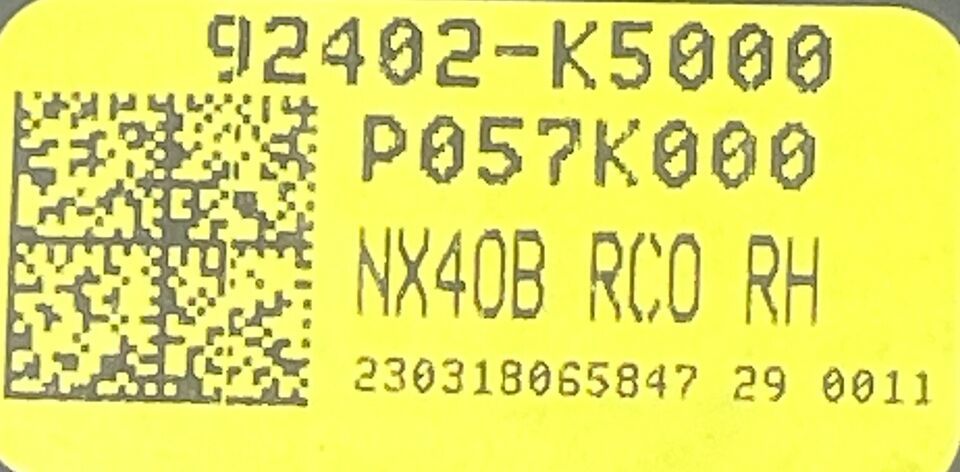 92402-K5000
P057K000
NX40B RCO RH
230318065847 29 0011